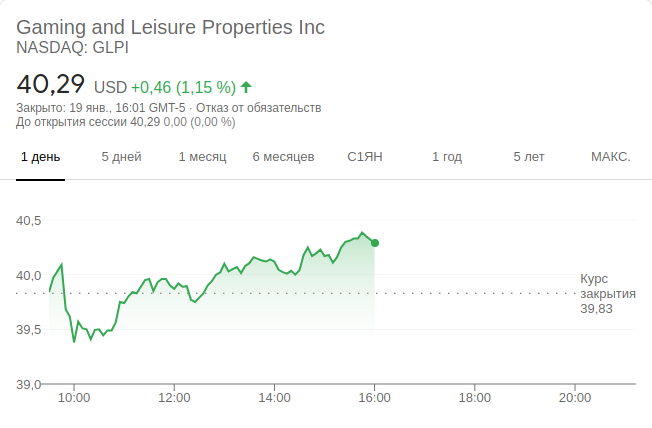 Gaming and Leisure Properties Inc
NASDAQ: GLPI
40,29 USD +0,46 (1,15 %)
Закрыто: 19 янв., 16:01 GMT-5 · Отказ от обязательств
До открытия сессии 40,29 0,00 (0,00 %)
1 день 5 дней 1 месяц 6 месяцев С1ЯН 1 год 5 лет МАКС.
40,5
40,0
Курс
закрытия
39,83
39,5
39,0
10:00 12:00 14:00 16:00 18:00 20:00